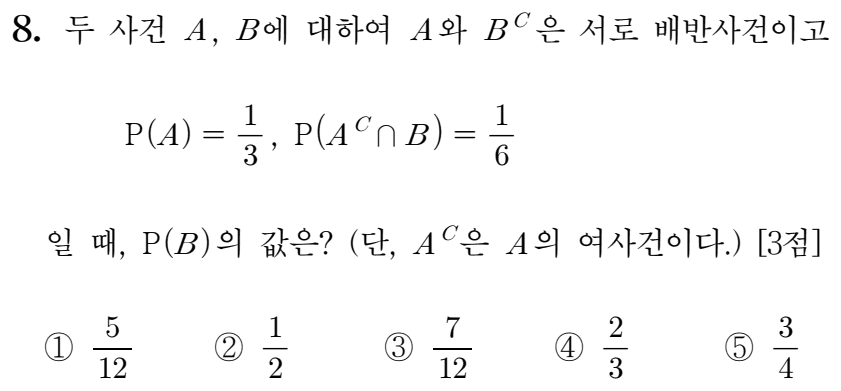 8. 두 사건 A, B에 대하여 A와 B^C은 서로 배반사건이고
P(A) = 1/3, P(A^C ∩ B) = 1/6
일 때, P(B)의 값은? (단, A^C은 A의 여사건이다.) [3점]
① 5/12 ② 1/2 ③ 7/12 ④ 2/3 ⑤ 3/4